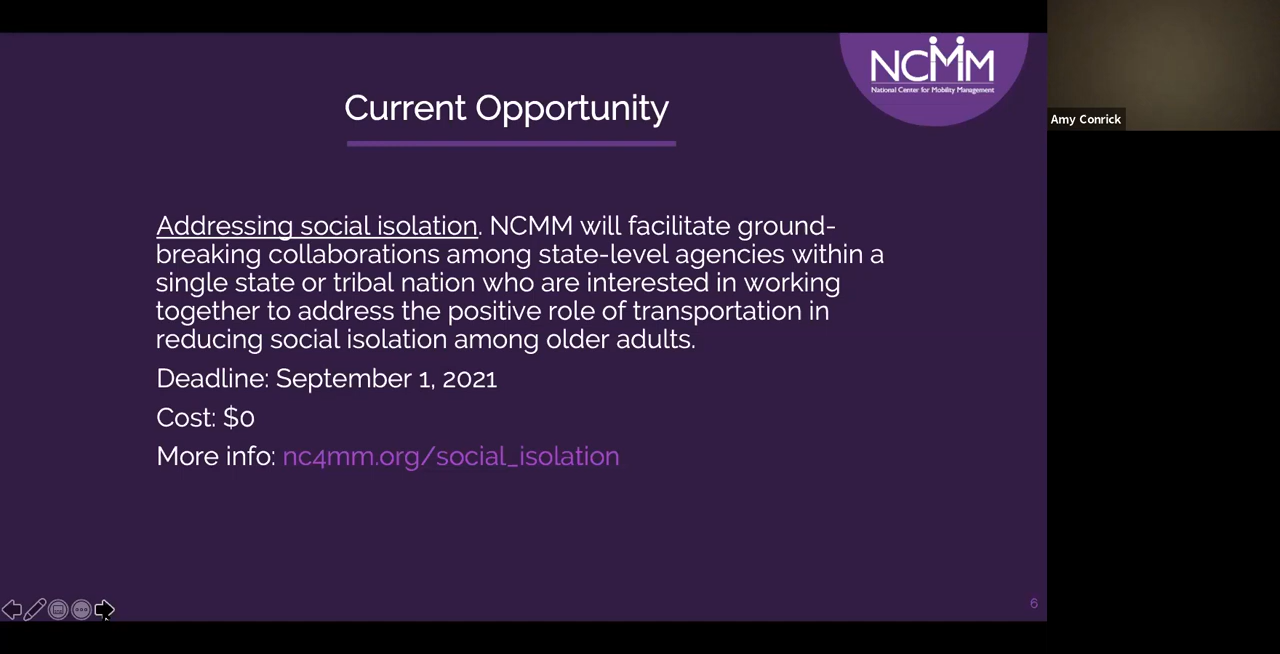 NCMM
National Center for Mobility Management
Current Opportunity
Amy Conrick
Addressing social isolation. NCMM will facilitate ground-
breaking collaborations among state-level agencies within a
single state or tribal nation who are interested in working
together to address the positive role of transportation in
reducing social isolation among older adults.
Deadline: September 1, 2021
Cost: $0
More info: nc4mm.org/social_isolation
6